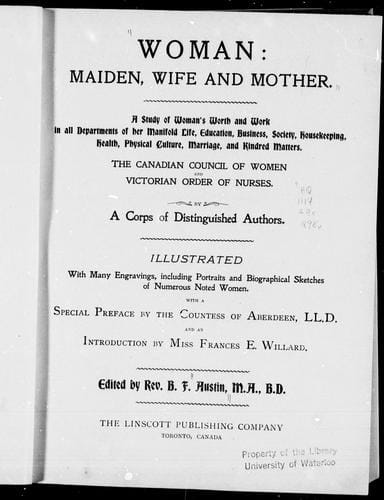 WOMAN:
MAIDEN, WIFE AND MOTHER.
A Study of Woman's Worth and Work
in all Departments of her Manifold Life, Education, Business, Society, Housekeeping,
Health, Physical Culture, Marriage, and Kindred Matters.
THE CANADIAN COUNCIL OF WOMEN
AND
VICTORIAN ORDER OF NURSES.
BY
A Corps of Distinguished Authors.
ILLUSTRATED
With Many Engravings, including Portraits and Biographical Sketches
of Numerous Noted Women.
WITH A
SPECIAL PREFACE BY THE COUNTESS OF ABERDEEN, LL.D.
AND AN
INTRODUCTION BY MISS FRANCES E. WILLARD.
Edited by Rev. B. F. Austin, M.A., B.D.
THE LINSCOTT PUBLISHING COMPANY
TORONTO, CANADA
Property of the Library
University of Waterloo